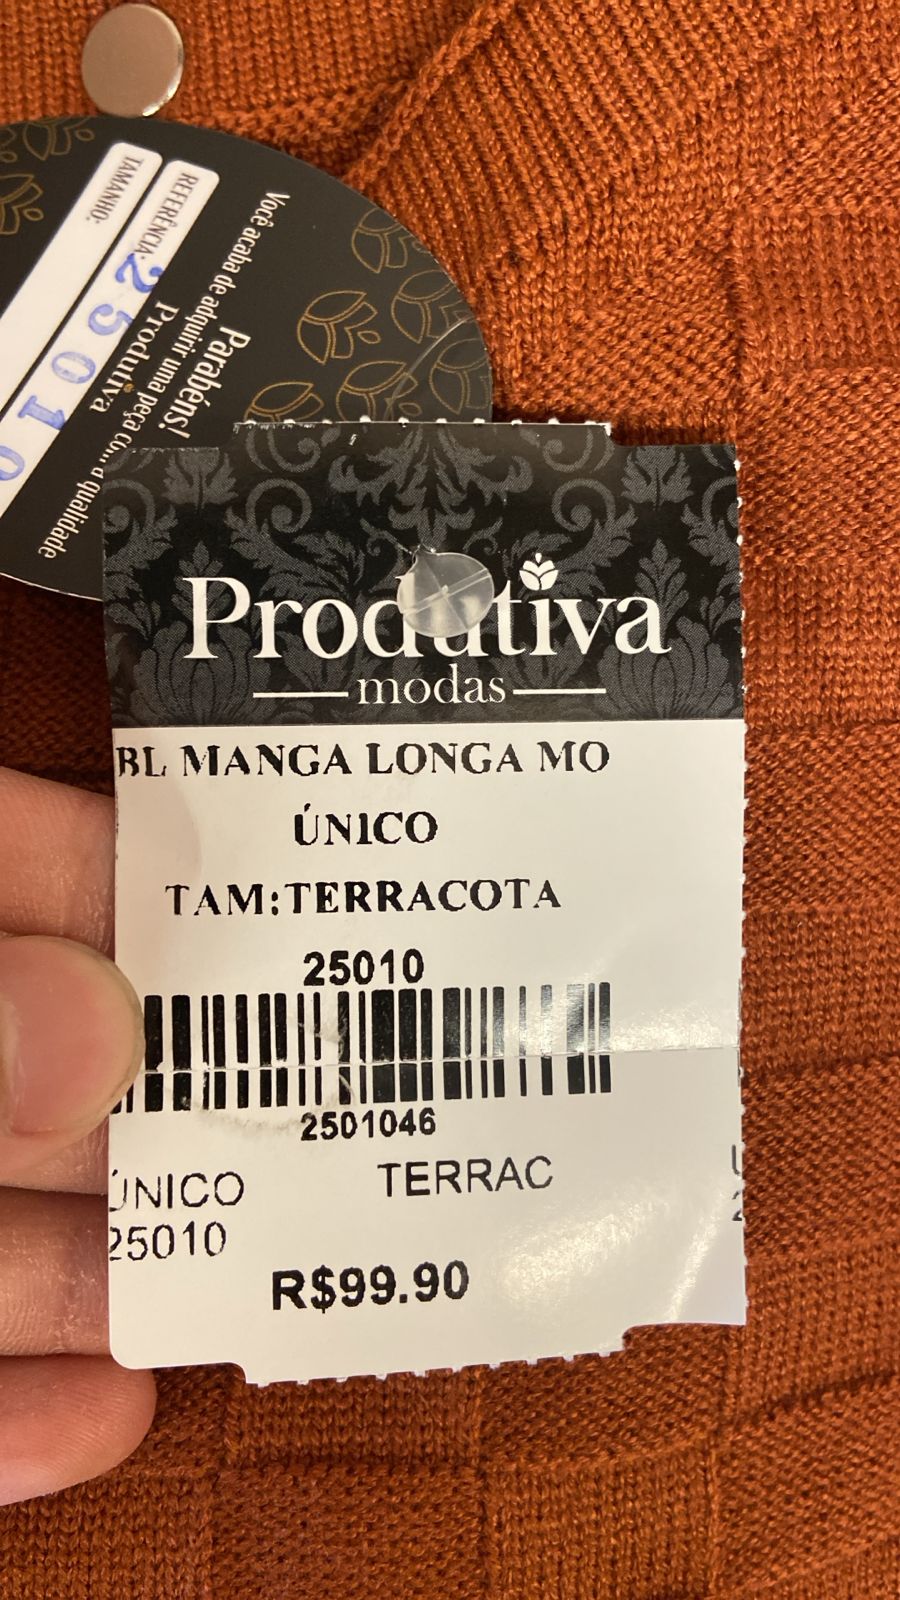 TAMANHO:
REFERÊNCIA: 25010
Você acaba de adquirir uma peça qualidade
Produtiva
Parabéns!
Produtiva
modas
BL MANGA LONGA MO
ÚNICO
TAM:TERRACOTA
25010
2501046
ÚNICO TERRAC
25010
R$99.90